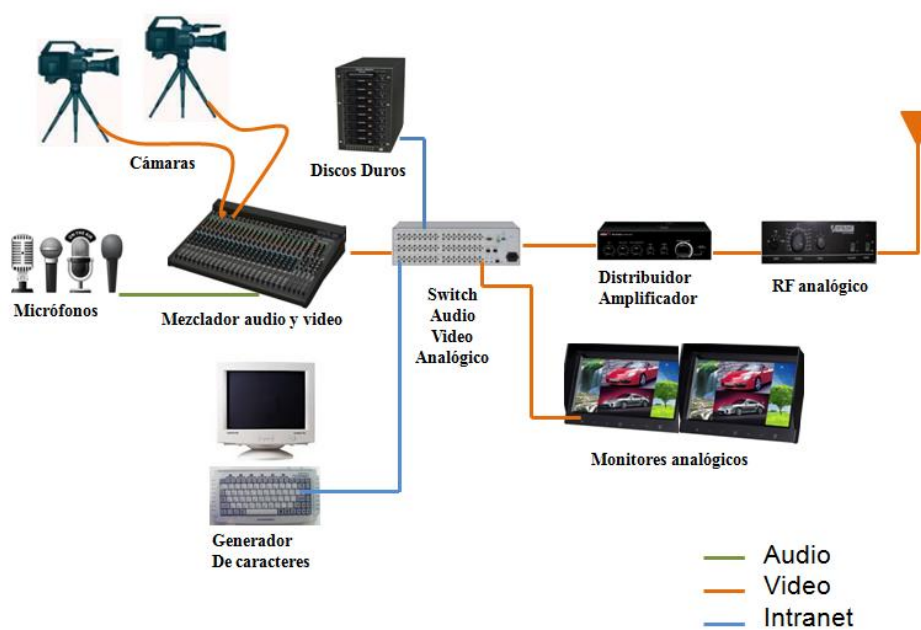 Cámaras
Discos Duros
Micrófonos
Mezclador audio y video
Switch
Audio
Video
Analógico
Distribuidor
Amplificador
RF analógico
Monitores analógicos
Generador
De caracteres
Audio
Video
Intranet